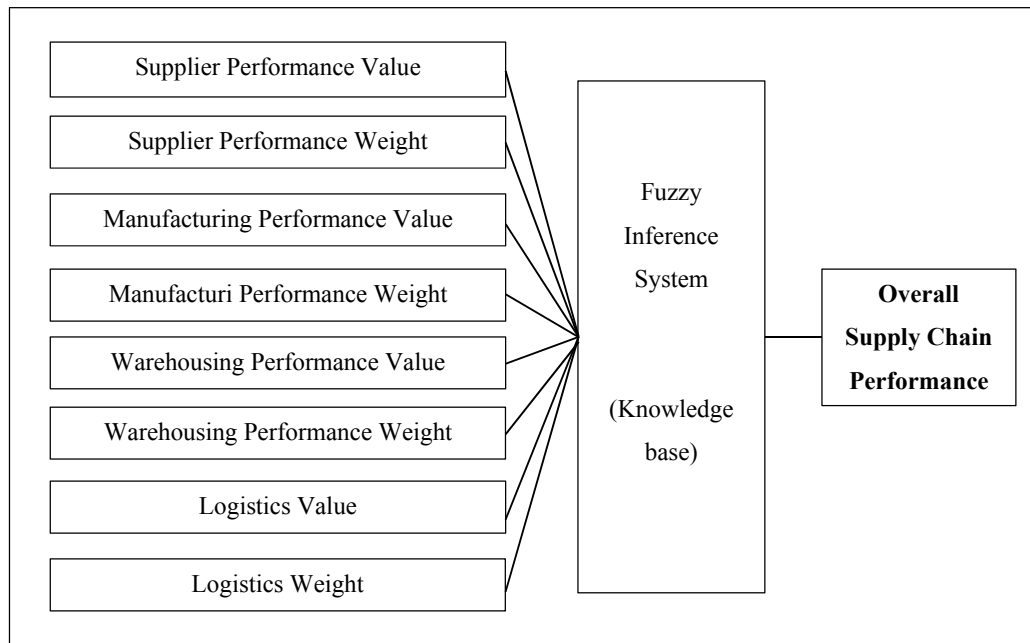 Supplier Performance Value
Supplier Performance Weight
Manufacturing Performance Value
Manufacturi Performance Weight
Warehousing Performance Value
Warehousing Performance Weight
Logistics Value
Logistics Weight
Fuzzy
Inference
System
(Knowledge
base)
Overall
Supply Chain
Performance